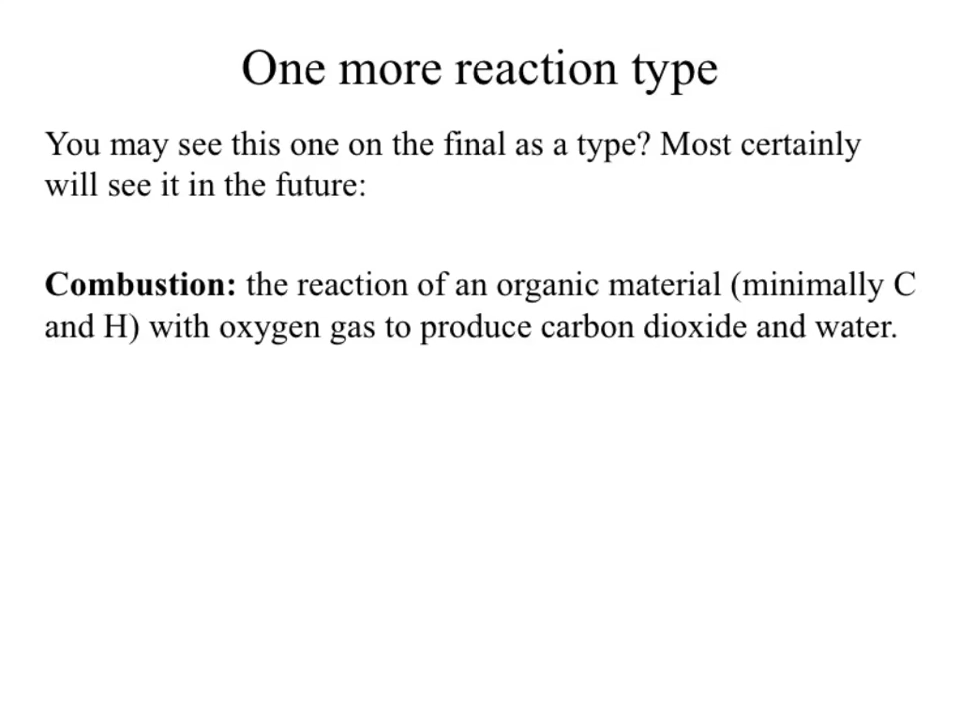 One more reaction type
You may see this one on the final as a type? Most certainly
will see it in the future:
Combustion: the reaction of an organic material (minimally C
and H) with oxygen gas to produce carbon dioxide and water.